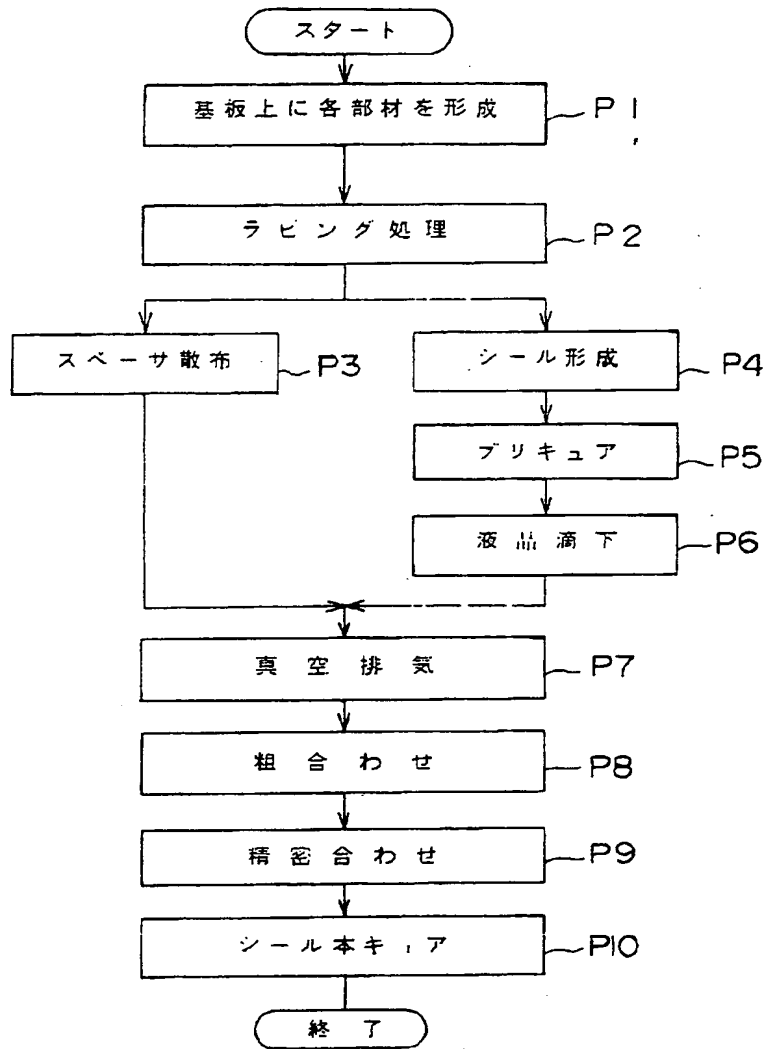 スタート
基板上に各部材を形成 P1
ラビング処理 P2
スペーサ散布 P3
シール形成 P4
プリキュア P5
液晶滴下 P6
真空排気 P7
粗合わせ P8
精密合わせ P9
シール本キュア P10
終了